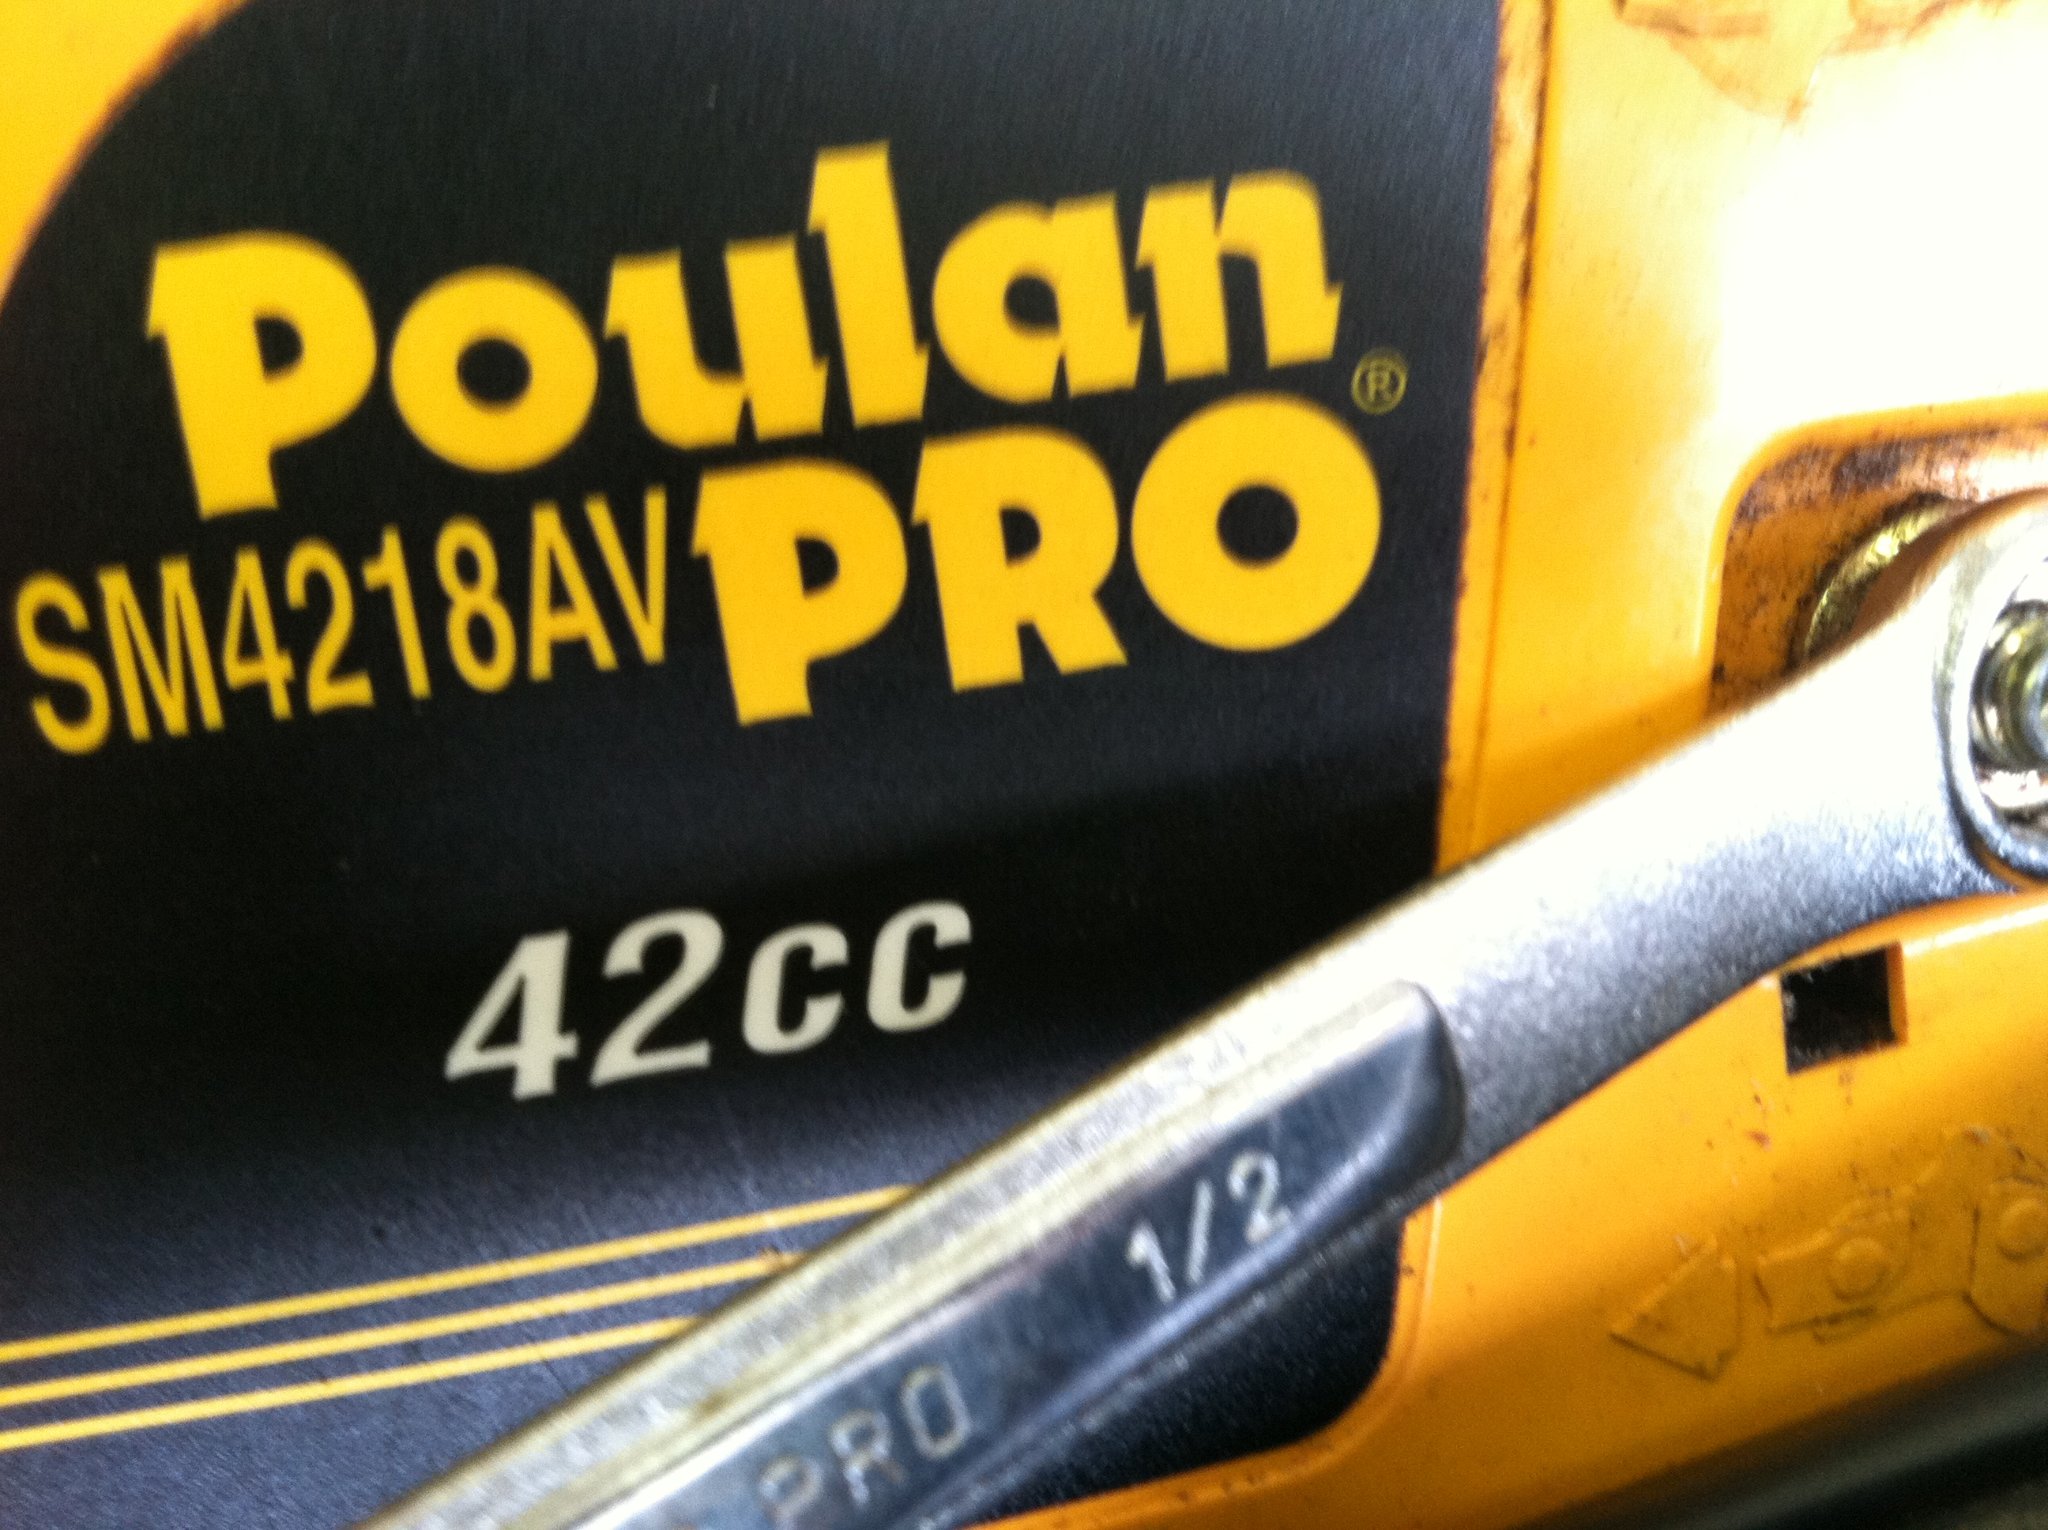 Poulan
SM4218AV PRO®
42cc
PRO 1/2